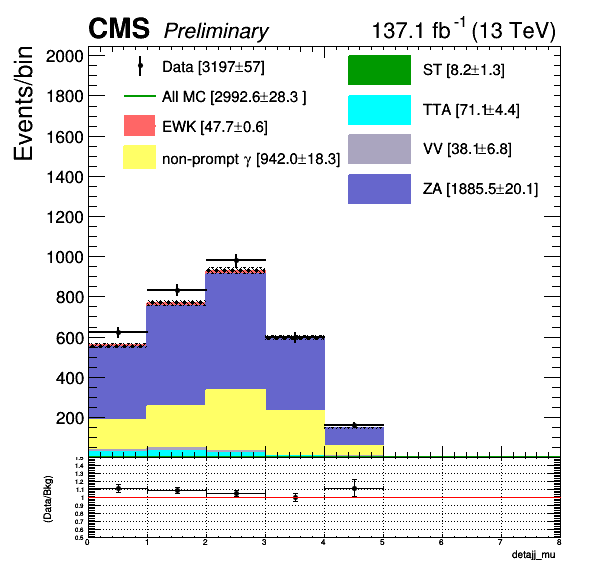 CMS Preliminary 137.1 fb⁻¹ (13 TeV)
Events/bin
2000
1800
1600
1400
1200
1000
800
600
400
200
Data [3197±57]
All MC [2992.6±28.3 ]
EWK [47.7±0.6]
non-prompt γ [942.0±18.3]
ST [8.2±1.3]
TTA [71.1±4.4]
VV [38.1±6.8]
ZA [1885.5±20.1]
(Data/Bkg)
1.5
1.4
1.3
1.2
1.1
1
0.9
0.8
0.7
0.6
0.5
0 1 2 3 4 5 6 7 8
detajj_mu